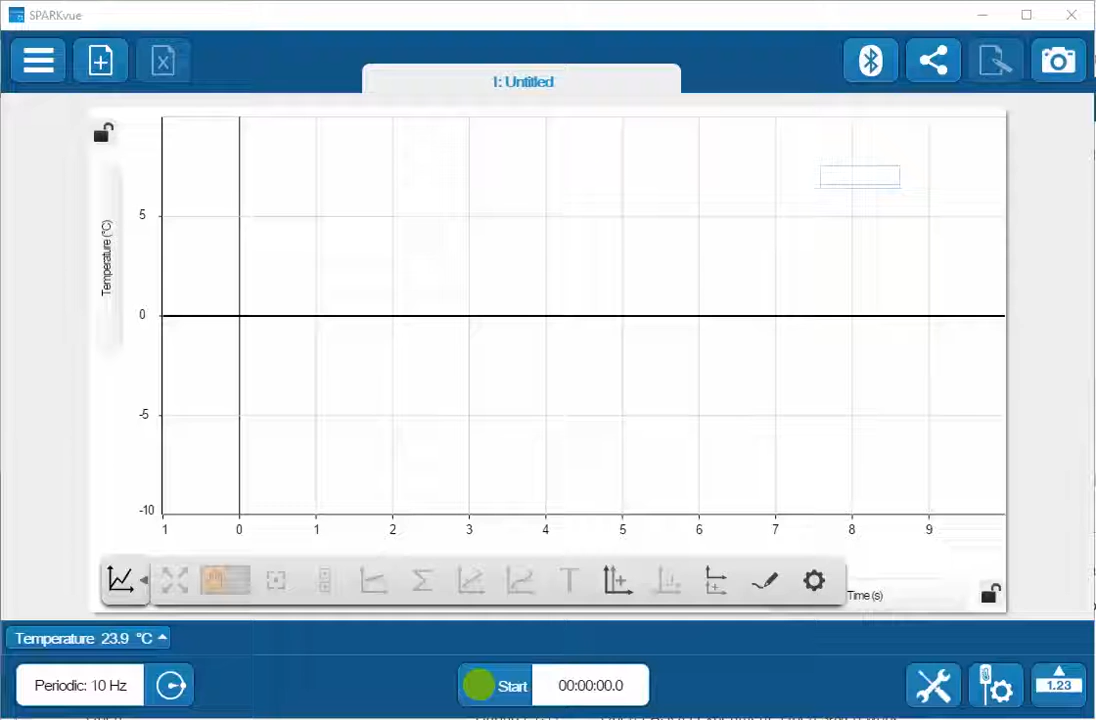 SPARKvue
1: Untitled
Temperature (°C)
5
0
-5
-10
1 0 1 2 3 4 5 6 7 8 9
Time (s)
Temperature 23.9 °C
Periodic: 10 Hz
Start
00:00:00.0
1.23